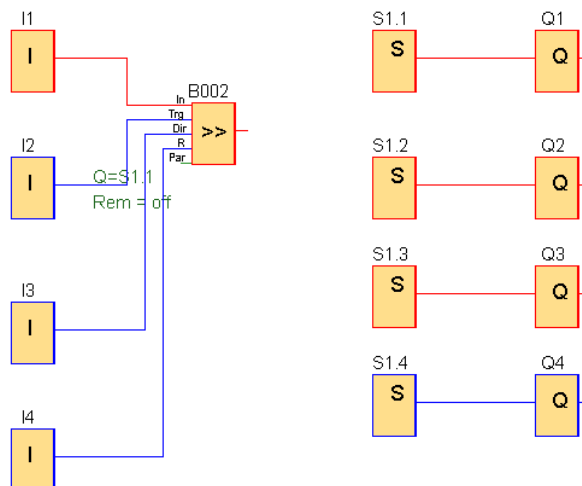 I1
I
I2
I
I3
I
I4
I
B002
In
Trg
Dir
R
Par
>>
Q=S1.1
Rem = off
S1.1
S
Q1
Q
S1.2
S
Q2
Q
S1.3
S
Q3
Q
S1.4
S
Q4
Q